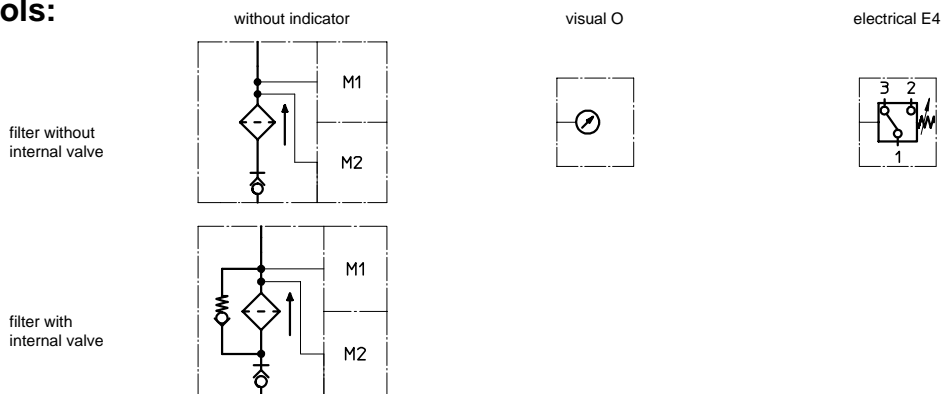 ols:
without indicator
visual O
electrical E4
filter without
internal valve
M1
M2
3 2
1
filter with
internal valve
M1
M2